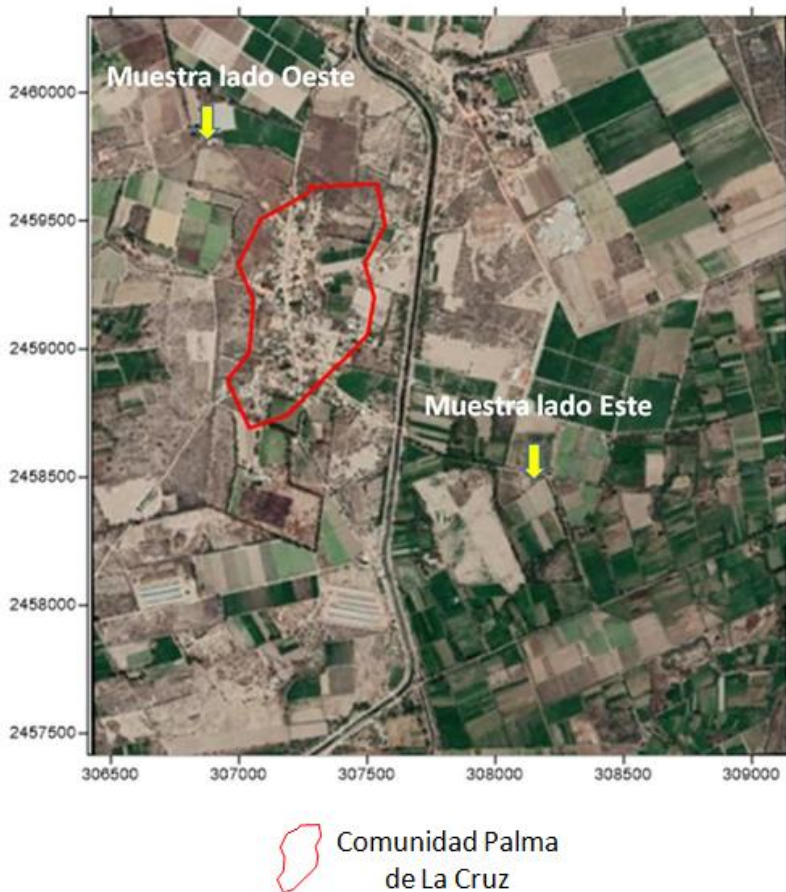 2460000
Muestra lado Oeste
2459500
2459000
Muestra lado Este
2458500
2458000
2457500
306500 307000 307500 308000 308500 309000
Comunidad Palma
de La Cruz